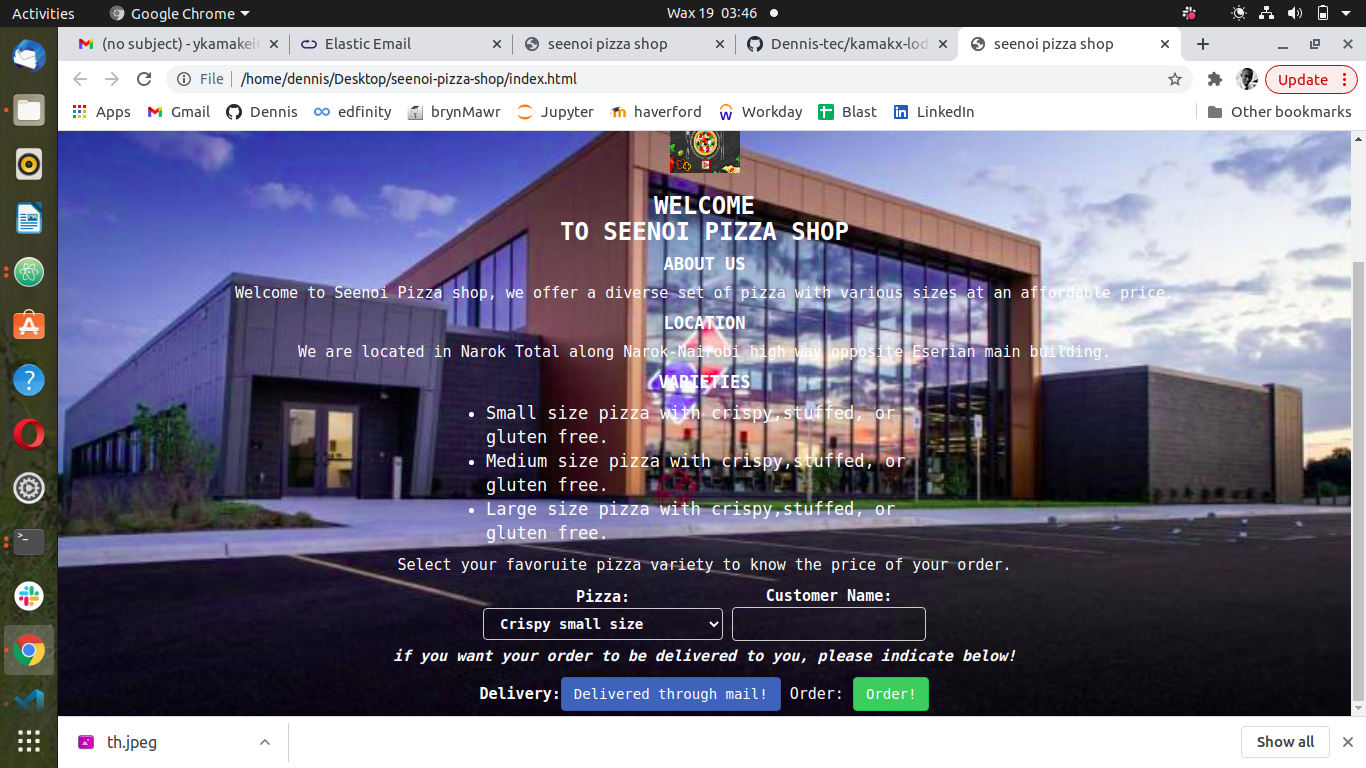 Activities
Google Chrome
Wax 19 03:46
(no subject) - ykamakei
Elastic Email
seenoi pizza shop
Dennis-tec/kamakx-lod
seenoi pizza shop
File
/home/dennis/Desktop/seenoi-pizza-shop/index.html
Update
Apps
Gmail
Dennis
edfinity
brynMawr
Jupyter
haverford
Workday
Blast
LinkedIn
Other bookmarks
WELCOME
TO SEENOI PIZZA SHOP
ABOUT US
Welcome to Seenoi Pizza shop, we offer a diverse set of pizza with various sizes at an affordable price.
LOCATION
We are located in Narok Total along Narok-Nairobi high way opposite Eserian main building.
VARIETIES
Small size pizza with crispy,stuffed, or
gluten free.
Medium size pizza with crispy,stuffed, or
gluten free.
Large size pizza with crispy,stuffed, or
gluten free.
Select your favoruite pizza variety to know the price of your order.
Pizza:
Customer Name:
Crispy small size
if you want your order to be delivered to you, please indicate below!
Delivery: Delivered through mail! Order: Order!
th.jpeg
Show all